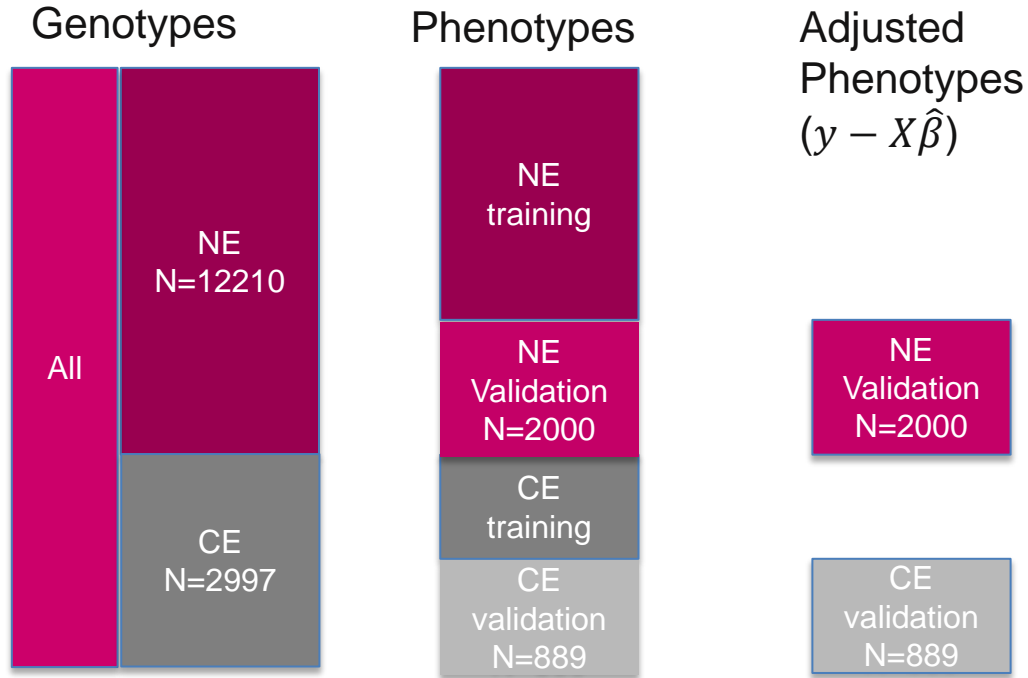 Genotypes
Phenotypes
Adjusted
Phenotypes
(y − Xβ̂)
All
NE
N=12210
CE
N=2997
NE
training
NE
Validation
N=2000
CE
training
CE
validation
N=889
NE
Validation
N=2000
CE
validation
N=889